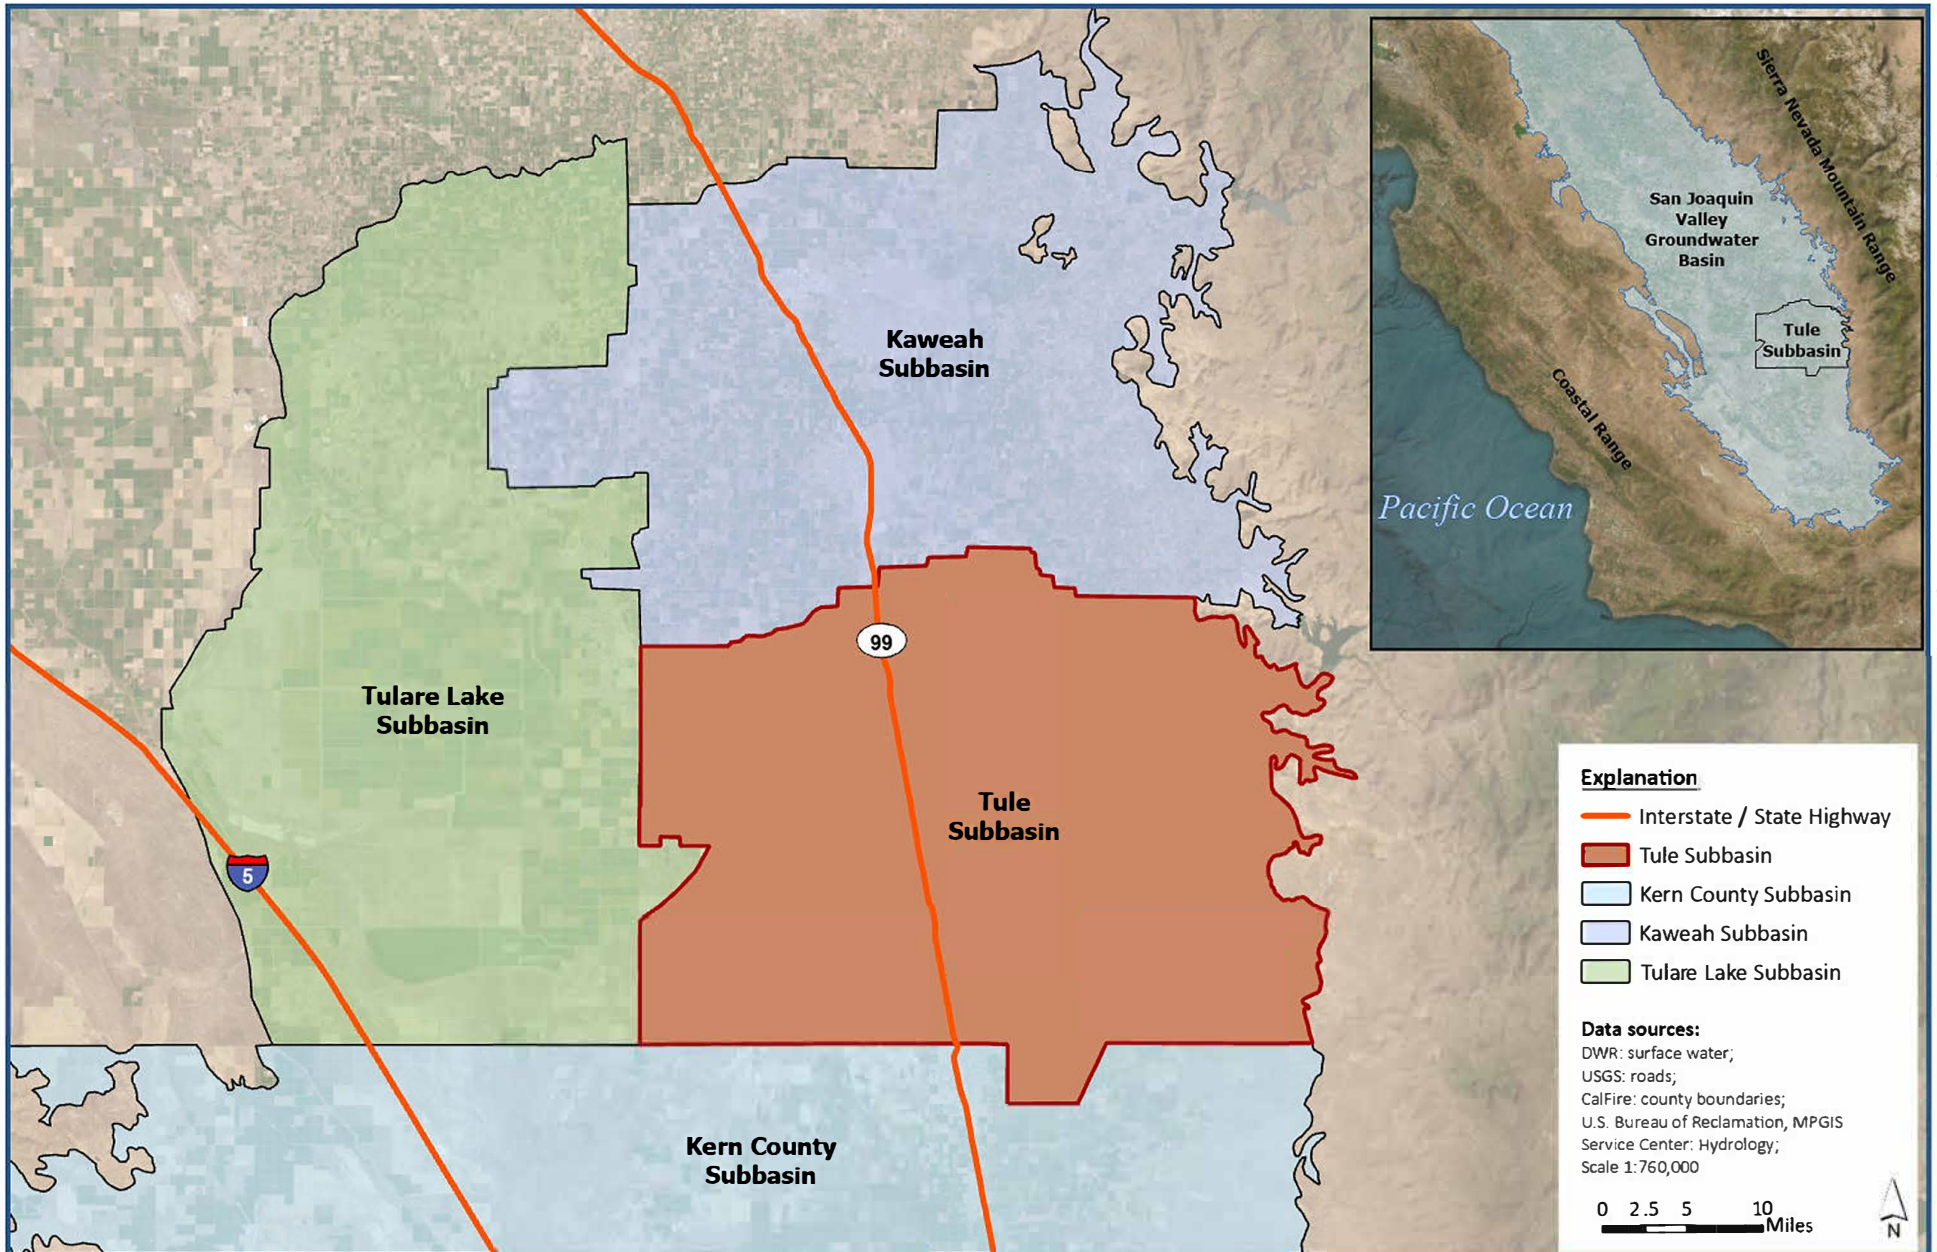 Kaweah
Subbasin
Tulare Lake
Subbasin
99
Tule
Subbasin
5
Kern County
Subbasin
Sierra Nevada Mountain Range
San Joaquin
Valley
Groundwater
Basin
Tule
Subbasin
Coastal Range
Pacific Ocean
Explanation
Interstate / State Highway
Tule Subbasin
Kern County Subbasin
Kaweah Subbasin
Tulare Lake Subbasin
Data sources:
DWR: surface water;
USGS: roads;
CalFire: county boundaries;
U.S. Bureau of Reclamation, MPGIS
Service Center: Hydrology;
Scale 1:760,000
0 2.5 5 10
Miles
N